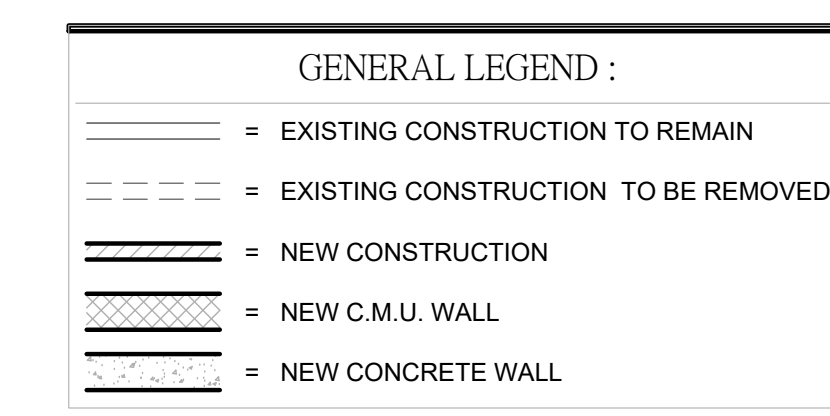 GENERAL LEGEND :
= EXISTING CONSTRUCTION TO REMAIN
= EXISTING CONSTRUCTION TO BE REMOVED
= NEW CONSTRUCTION
= NEW C.M.U. WALL
= NEW CONCRETE WALL